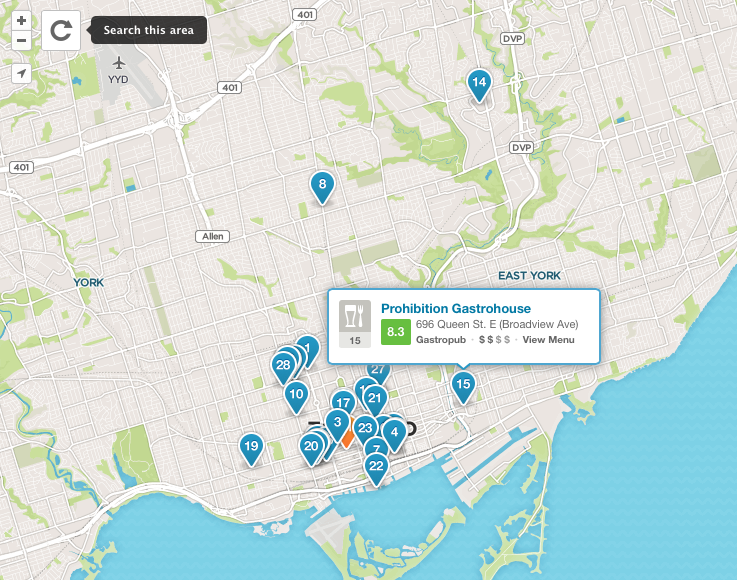 401
DVP
+
−
Search this area
YYD
14
401
DVP
401
8
Allen
EAST YORK
YORK
Prohibition Gastrohouse
8.3
696 Queen St. E (Broadview Ave)
15
Gastropub · $$$$ · View Menu
28
27
15
10
21
17
3
23
4
19
20
7
22